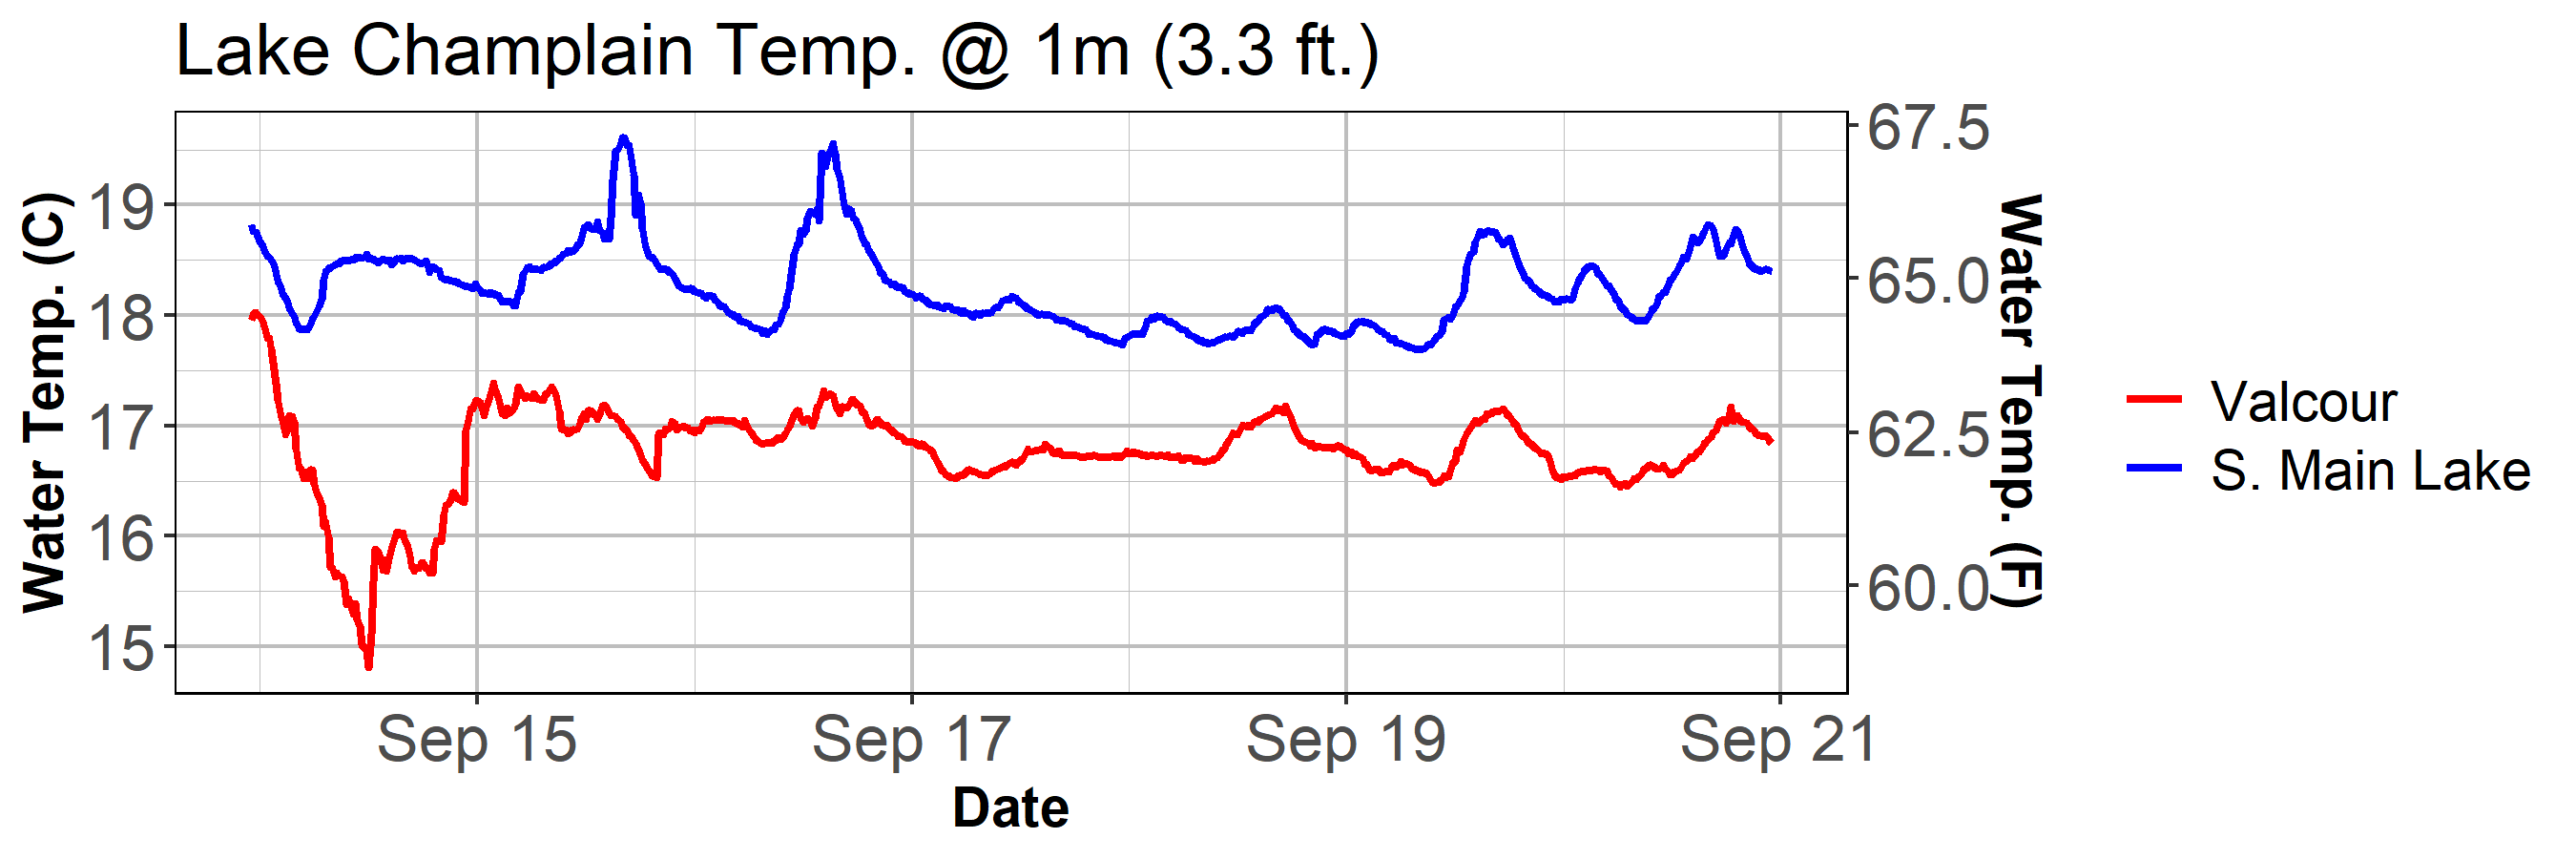 Lake Champlain Temp. @ 1m (3.3 ft.)
Water Temp. (C)
19
18
17
16
15
67.5
65.0
62.5
60.0
Water Temp. (F)
Sep 15
Sep 17
Sep 19
Sep 21
Date
Valcour
S. Main Lake